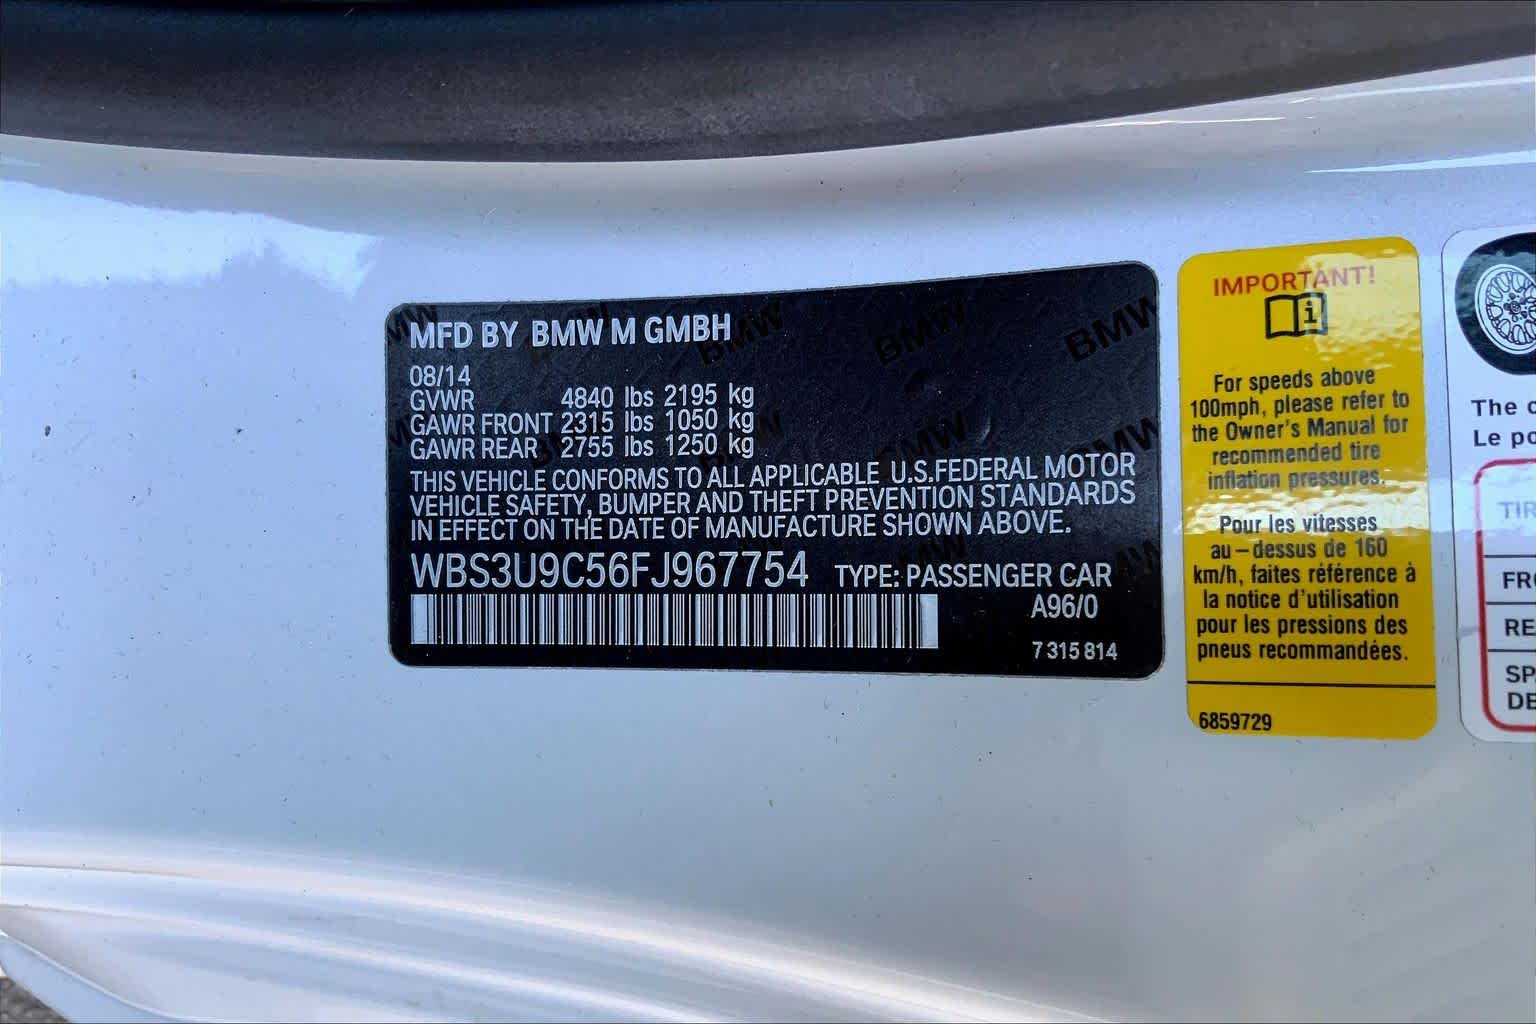 MFD BY BMW M GMBH
08/14
GVWR 4840 lbs 2195 kg
GAWR FRONT 2315 lbs 1050 kg
GAWR REAR 2755 lbs 1250 kg
THIS VEHICLE CONFORMS TO ALL APPLICABLE U.S.FEDERAL MOTOR
VEHICLE SAFETY, BUMPER AND THEFT PREVENTION STANDARDS
IN EFFECT ON THE DATE OF MANUFACTURE SHOWN ABOVE.
WBS3U9C56FJ967754 TYPE: PASSENGER CAR
A96/0
7 315 814
IMPORTANT!
For speeds above
100mph, please refer to
the Owner's Manual for
recommended tire
inflation pressures.
Pour les vitesses
au-dessus de 160
km/h, faites référence à
la notice d'utilisation
pour les pressions des
pneus recommandées.
6859729
The
Le